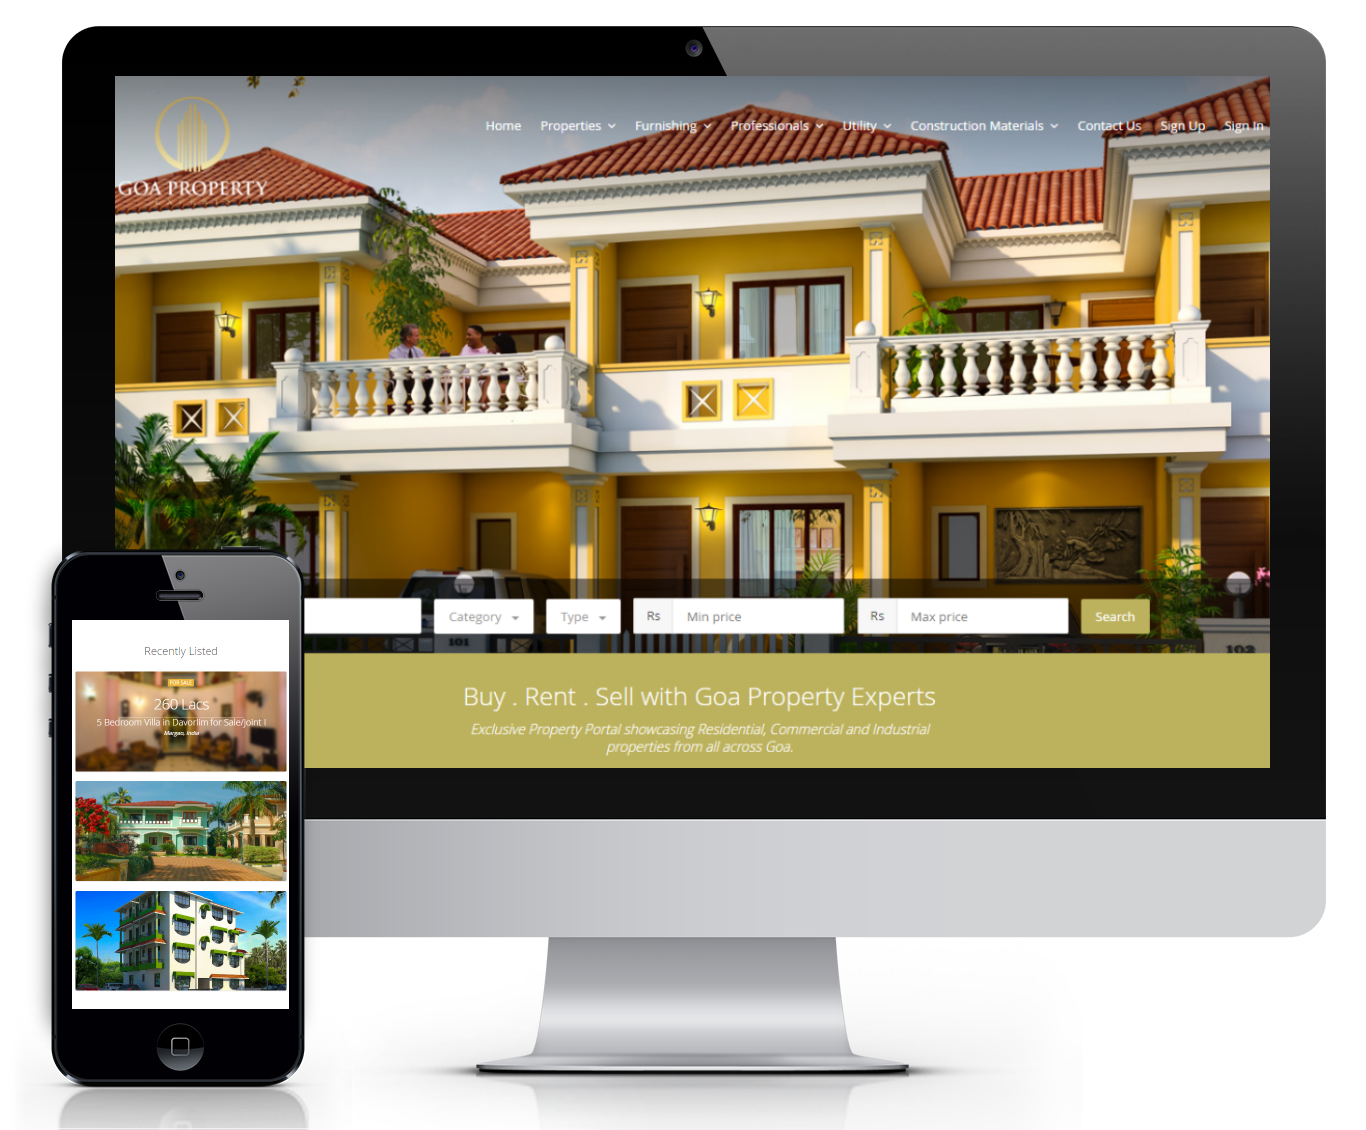 GOA PROPERTY
Home Properties Furnishing Professionals Utility Construction Materials Contact Us Sign Up Sign In
Category Type Rs Min price Rs Max price Search
101
102
Buy . Rent . Sell with Goa Property Experts
Exclusive Property Portal showcasing Residential, Commercial and Industrial
properties from all across Goa.
Recently Listed
FOR SALE
260 Lacs
5 Bedroom Villa in Davorlim for Sale/Joint
Margao, India